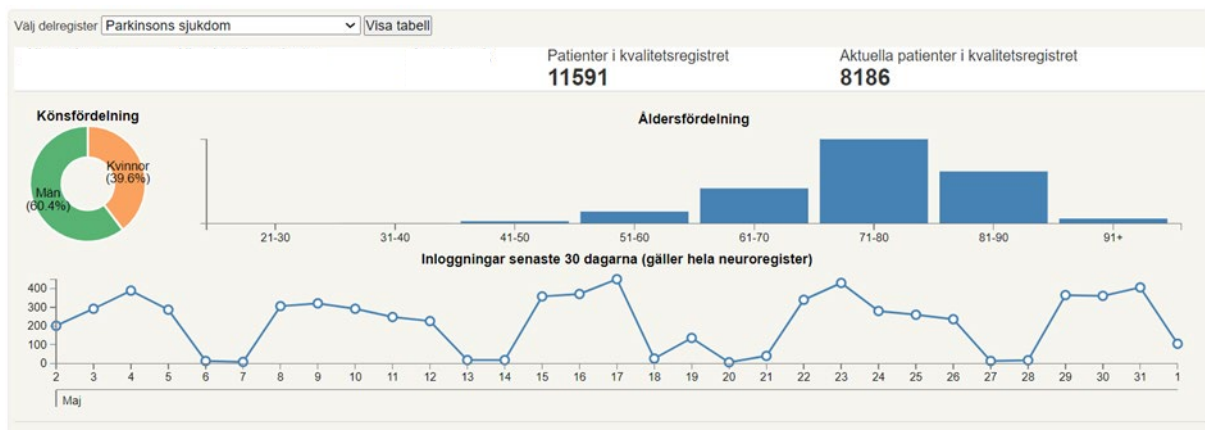 Välj delregister Parkinsons sjukdom Visa tabell
Patienter i kvalitetsregistret Aktuella patienter i kvalitetsregistret
11591 8186
Könsfördelning
Kvinnor
(39.6%)
Män
(60.4%)
Åldersfördelning
21-30 31-40 41-50 51-60 61-70 71-80 81-90 91+
Inloggningar senaste 30 dagarna (gäller hela neuroregister)
400
300
200
100
0
2 3 4 5 6 7 8 9 10 11 12 13 14 15 16 17 18 19 20 21 22 23 24 25 26 27 28 29 30 31 1
Maj